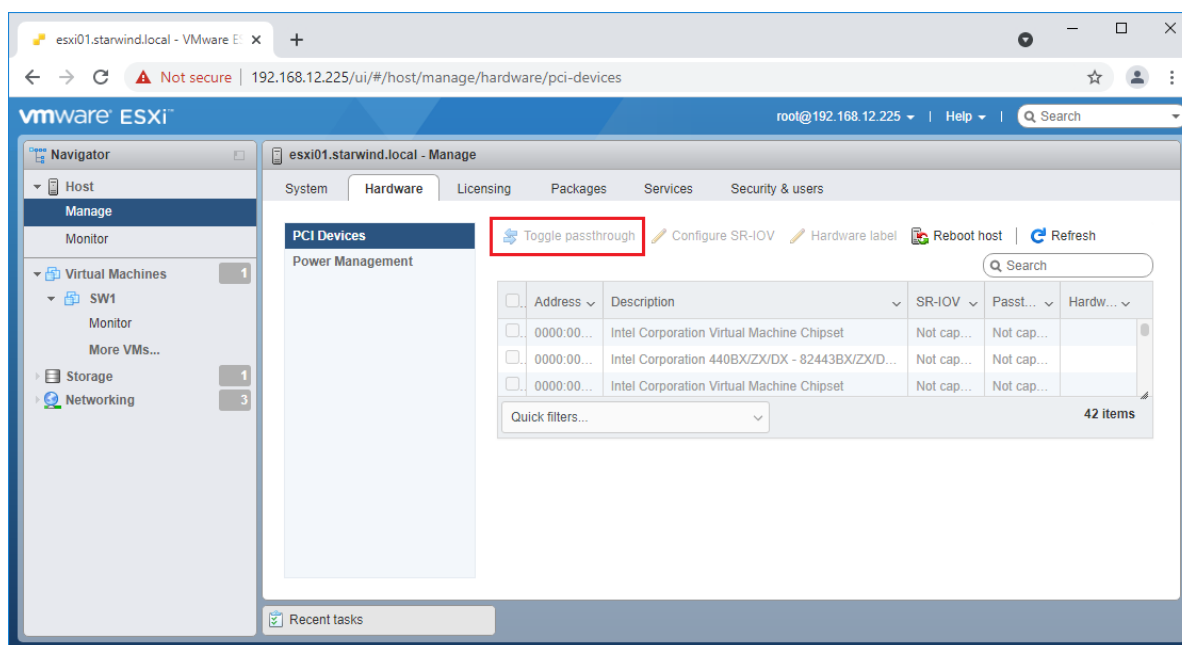 esxi01.starwind.local - VMware E
Not secure | 192.168.12.225/ui/#/host/manage/hardware/pci-devices
vmware ESXi™
root@192.168.12.225 | Help | Search
Navigator
esxi01.starwind.local - Manage
Host
Manage
Monitor
Virtual Machines 1
SW1
Monitor
More VMs...
Storage 1
Networking 3
System Hardware Licensing Packages Services Security & users
PCI Devices
Power Management
Toggle passthrough Configure SR-IOV Hardware label Reboot host | Refresh
Search
Address Description SR-IOV Passt... Hardw...
0000:00... Intel Corporation Virtual Machine Chipset Not cap... Not cap...
0000:00... Intel Corporation 440BX/ZX/DX - 82443BX/ZX/D... Not cap... Not cap...
0000:00... Intel Corporation Virtual Machine Chipset Not cap... Not cap...
Quick filters... 42 items
Recent tasks